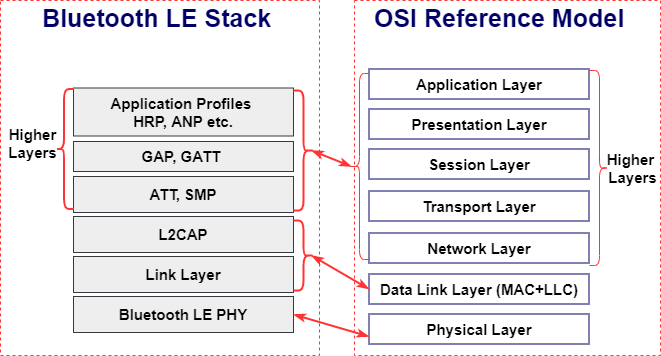 Bluetooth LE Stack
Higher
Layers
Application Profiles
HRP, ANP etc.
GAP, GATT
ATT, SMP
L2CAP
Link Layer
Bluetooth LE PHY
OSI Reference Model
Application Layer
Presentation Layer
Session Layer
Transport Layer
Network Layer
Data Link Layer (MAC+LLC)
Physical Layer
Higher
Layers